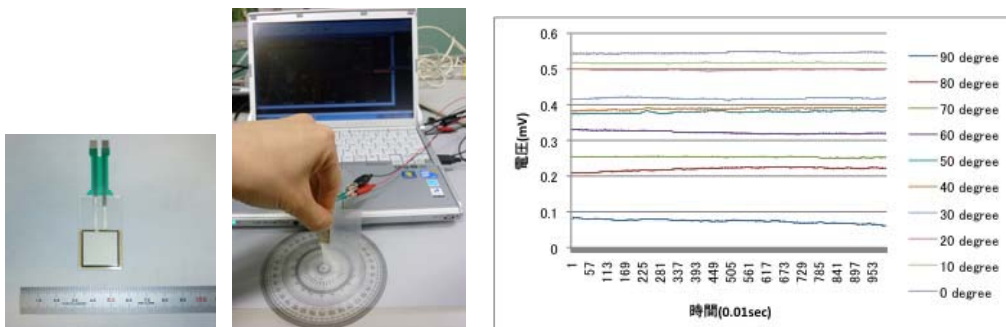 0.6
0.5
0.4
0.3
0.2
0.1
0
電圧(mV)
1
57
113
169
225
281
337
393
449
505
561
617
673
729
785
841
897
953
時間(0.01sec)
90 degree
80 degree
70 degree
60 degree
50 degree
40 degree
30 degree
20 degree
10 degree
0 degree